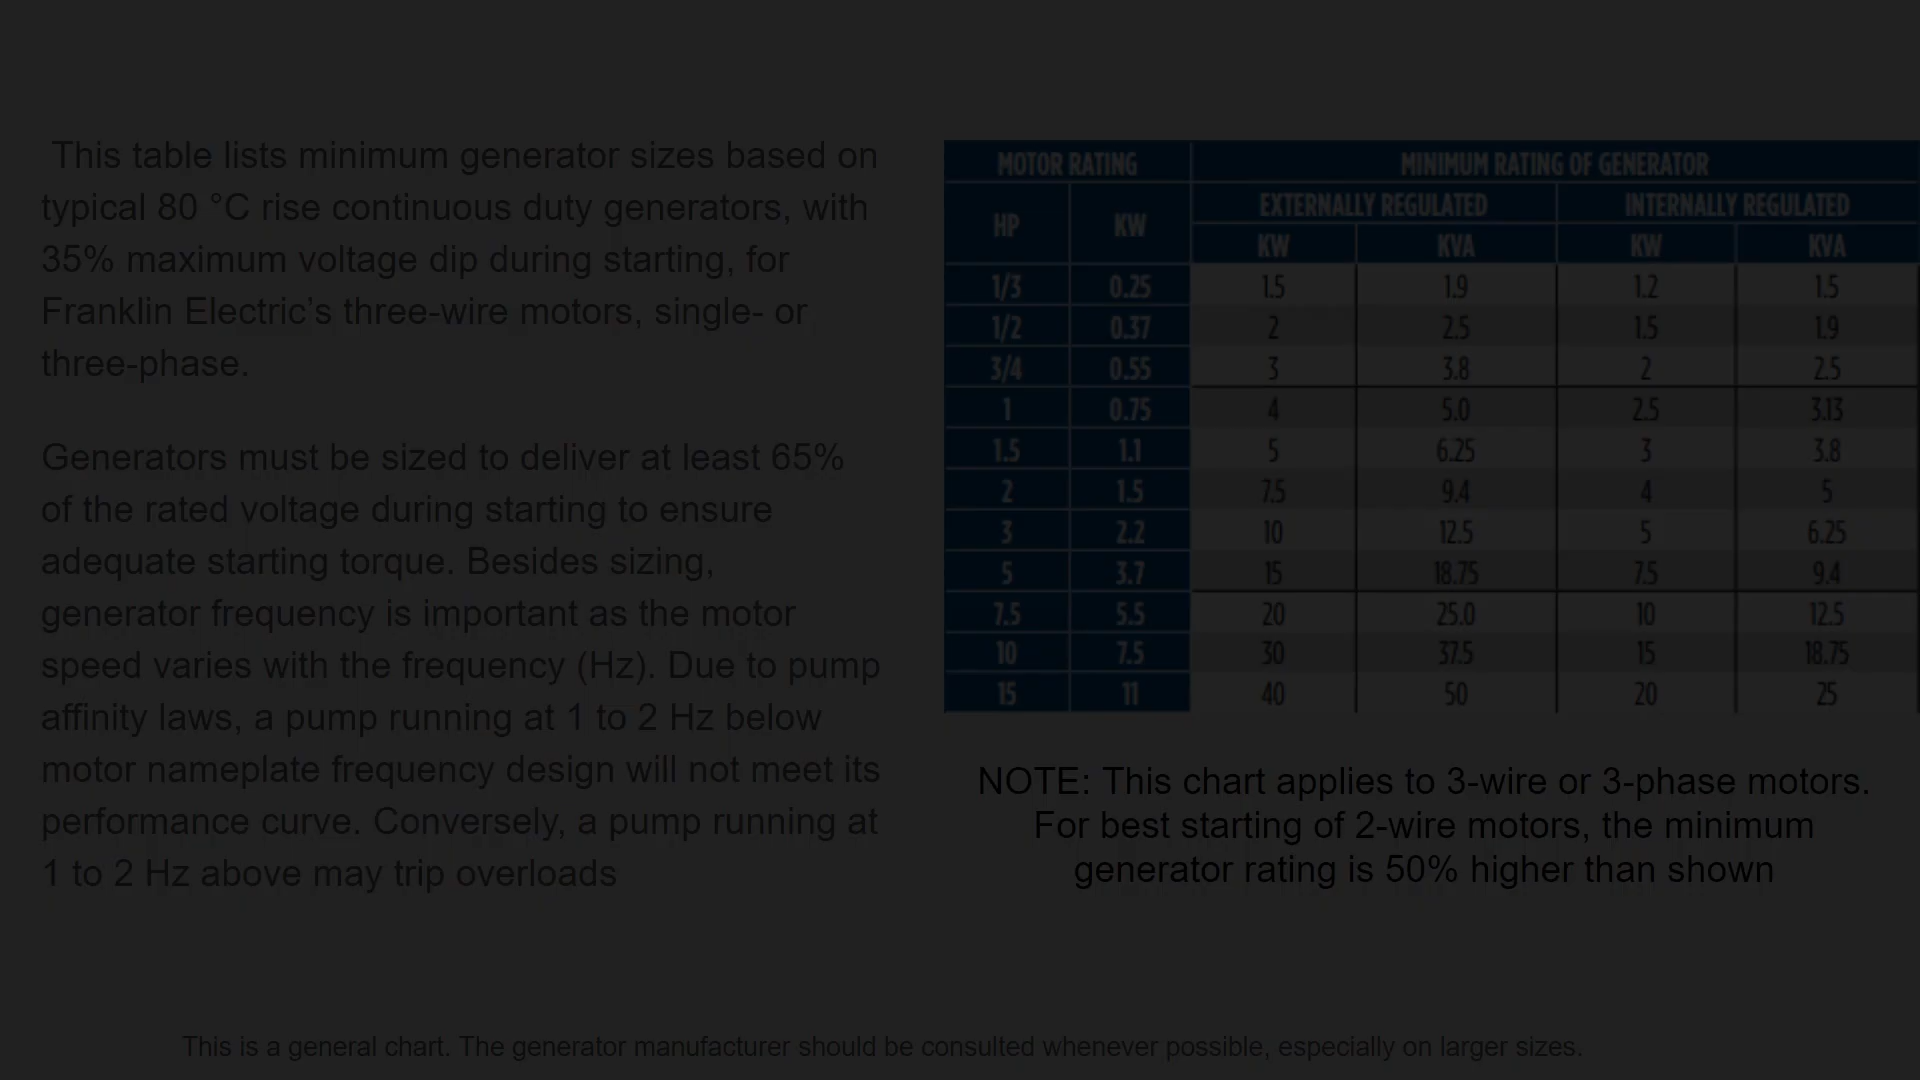 This table lists minimum generator sizes based on
typical 80 °C rise continuous duty generators, with
35% maximum voltage dip during starting, for
Franklin Electric’s three-wire motors, single- or
three-phase.
Generators must be sized to deliver at least 65%
of the rated voltage during starting to ensure
adequate starting torque. Besides sizing,
generator frequency is important as the motor
speed varies with the frequency (Hz). Due to pump
affinity laws, a pump running at 1 to 2 Hz below
motor nameplate frequency design will not meet its
performance curve. Conversely, a pump running at
1 to 2 Hz above may trip overloads
MOTOR RATING MINIMUM RATING OF GENERATOR
EXTERNALLY REGULATED INTERNALLY REGULATED
HP KW KW KVA KW KVA
1/3 0.25 1.5 1.9 1.2 1.5
1/2 0.37 2 2.5 1.5 1.9
3/4 0.55 3 3.8 2 2.5
1 0.75 4 5.0 2.5 3.13
1.5 1.1 5 6.25 3 3.8
2 1.5 7.5 9.4 4 5
3 2.2 10 12.5 5 6.25
5 3.7 15 18.75 7.5 9.4
7.5 5.5 20 25.0 10 12.5
10 7.5 30 37.5 15 18.75
15 11 40 50 20 25
NOTE: This chart applies to 3-wire or 3-phase motors.
For best starting of 2-wire motors, the minimum
generator rating is 50% higher than shown
This is a general chart. The generator manufacturer should be consulted whenever possible, especially on larger sizes.